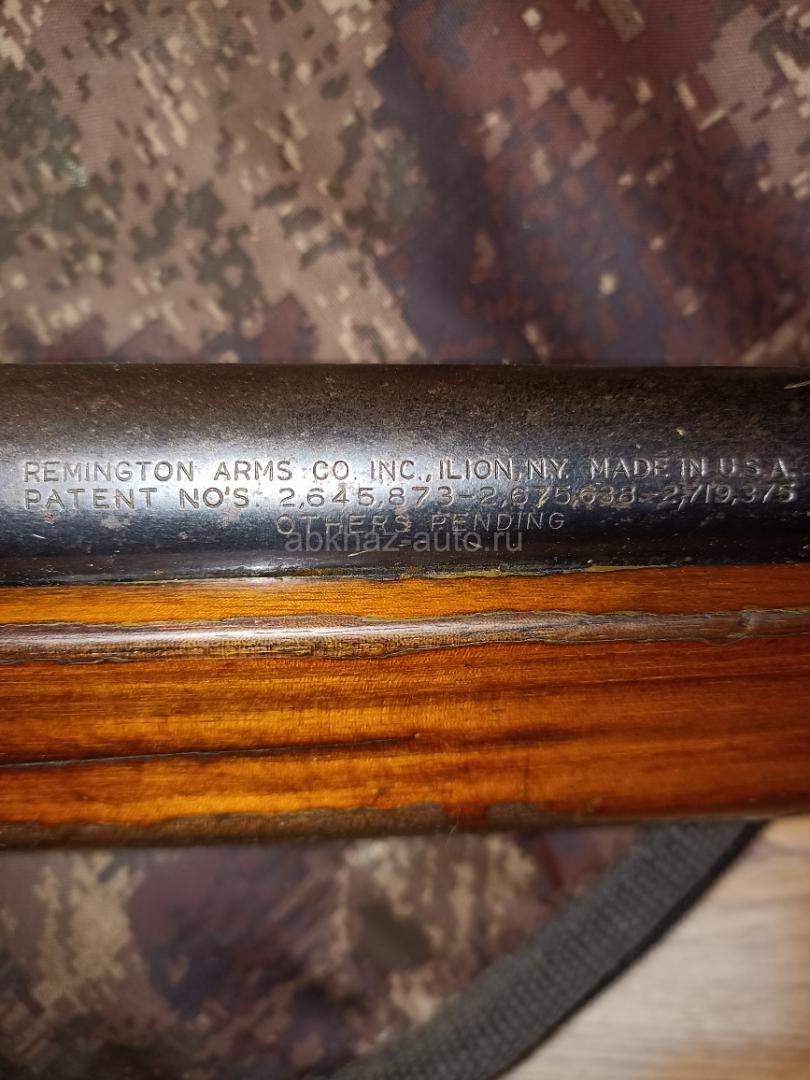 REMINGTON ARMS CO. INC., ILION, N.Y. MADE IN U.S.A.
PATENT NO'S. 2,645,873-2,675,638-2,719,375
OTHERS PENDING
abkhaz-auto.ru